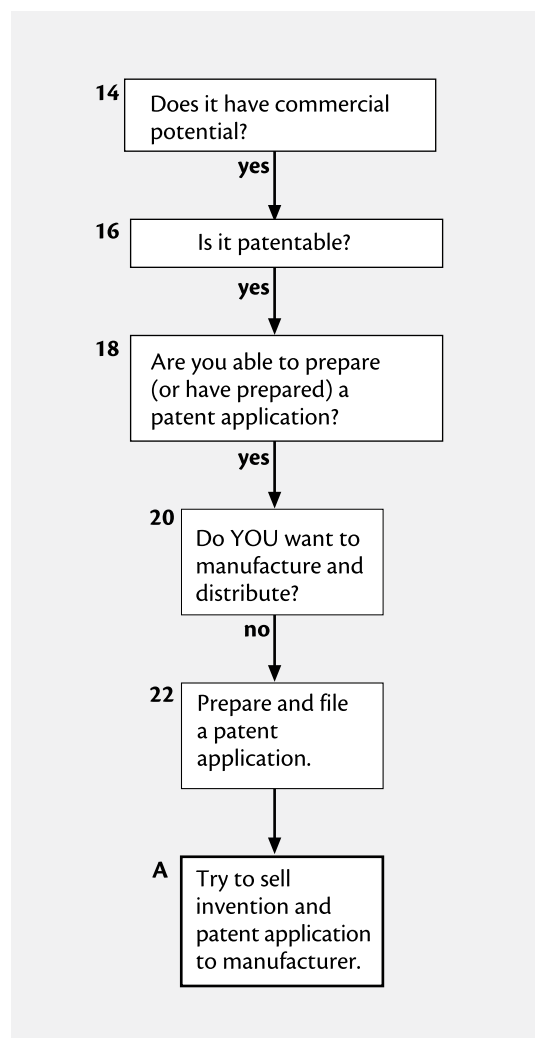 14
Does it have commercial
potential?
yes
16
Is it patentable?
yes
18
Are you able to prepare
(or have prepared) a
patent application?
yes
20
Do YOU want to
manufacture and
distribute?
no
22
Prepare and file
a patent
application.
A
Try to sell
invention and
patent application
to manufacturer.